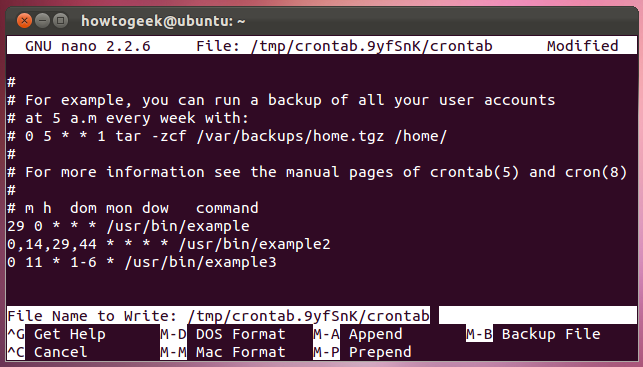 howtogeek@ubuntu: ~
GNU nano 2.2.6 File: /tmp/crontab.9yfSnK/crontab Modified
#
# For example, you can run a backup of all your user accounts
# at 5 a.m every week with:
# 0 5 * * 1 tar -zcf /var/backups/home.tgz /home/
#
# For more information see the manual pages of crontab(5) and cron(8)
#
# m h  dom mon dow   command
29 0 * * * /usr/bin/example
0,14,29,44 * * * * /usr/bin/example2
0 11 * 1-6 * /usr/bin/example3
File Name to Write: /tmp/crontab.9yfSnK/crontab
^G Get Help M-D DOS Format M-A Append M-B Backup File
^C Cancel M-M Mac Format M-P Prepend